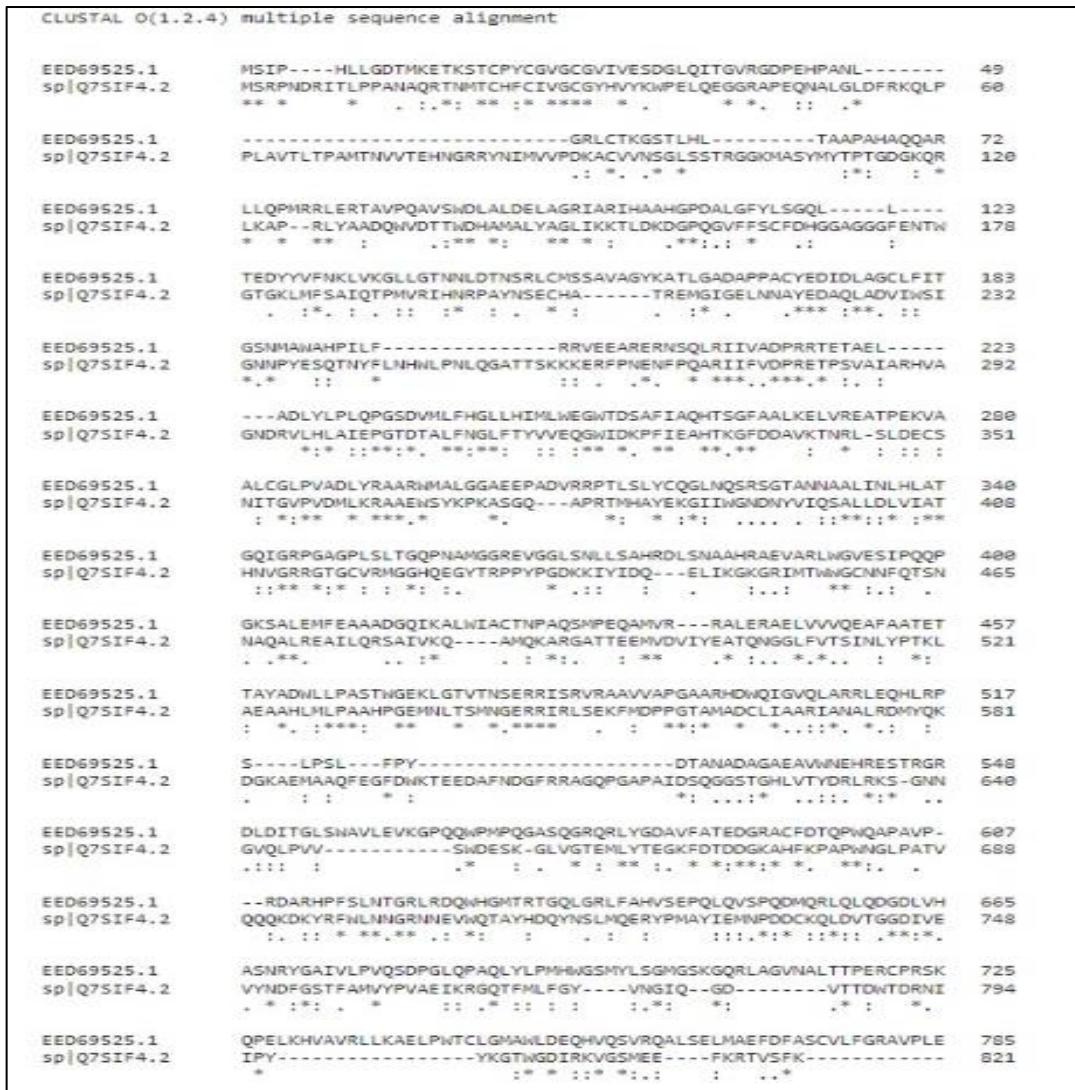 CLUSTAL O(1.2.4) multiple sequence alignment
EED69525.1 MSIP----HLLGDTMKETKSTCPYCGVGCGVIVESDGLQITGVRGDPEHPANL------- 49
sp|Q7SIF4.2 MSRPNDRITLPPANAQRTNMTCHFCIVGCGYHVYKWPELQEGGRAPEQNALGLDFRKQLP 60
** * * . :.*: ** :* **** * . * *. :: .*
EED69525.1 -----------------------------GRLCTKGSTLHL---------TAAPAHAQQAR 72
sp|Q7SIF4.2 PLAVTLTPAMTNVVTEHNGRRYNIMVVPDKACVVNSGLSSTRGGKMASYMYTPTGDGKQR 120
.: *. .* * :*: : *
EED69525.1 LLQPMRRLERTAVPQAVSWDLALDELAGRIARIHAAHGPDALGFYLSGQL-----L---- 123
sp|Q7SIF4.2 LKAP--RLYAADQWVDTTWDHAMALYAGLIKKTLDKDGPQGVFFSCFDHGGAGGGFENTW 178
* * ** : .:** *: ** * : .**:.: * .: :
EED69525.1 TEDYYVFNKLVKGLLGTNNLDTNSRLCMSSAVAGYKATLGADAPPACYEDIDLAGCLFIT 183
sp|Q7SIF4.2 GTGKLMFSAIQTPMVRIHNRPAYNSECHA------TREMGIGELNNAYEDAQLADVIWSI 232
. :*. : . :: :* : . * : . :* . .*** :**. ::
EED69525.1 GSNMAWAHPILF---------------RRVEEARERNSQLRIIVADPRRTETAEL----- 223
sp|Q7SIF4.2 GNNPYESQTNYFLNHWLPNLQGATTSKKKERFPNENFPQARIIFVDPRETPSVAIARHVA 292
*.* :: * :: . .*. * ***..***.* :. :
EED69525.1 ---ADLYLPLQPGSDVMLFHGLLHIMLWEGWTDSAFIAQHTSGFAALKELVREATPEKVA 280
sp|Q7SIF4.2 GNDRVLHLAIEPGTDTALFNGLFTYVVEQGWIDKPFIEAHTKGFDDAVKTNRL-SLDECS 351
*:* ::**:*. **:**: :: :** *. ** **.** : * : :: :
EED69525.1 ALCGLPVADLYRAARWMALGGAEEPADVRRPTLSLYCQGLNQSRSGTANNAALINLHLAT 340
sp|Q7SIF4.2 NITGVPVDMLKRAAEWSYKPKASGQ---APRTMHAYEKGIIWGNDNYVIQSALLDLVIAT 408
: *:** * ***.* *. *: * :*: .... . ::**::* :**
EED69525.1 GQIGRPGAGPLSLTGQPNAMGGREVGGLSNLLSAHRDLSNAAHRAEVARLWGVESIPQQP 400
sp|Q7SIF4.2 HNVGRRGTGCVRMGGHQEGYTRPPYPGDKKIYIDQ---ELIKGKGRIMTWWGCNNFQTSN 465
::** *:* : : *: :. * .:: : . :..: ** :.: .
EED69525.1 GKSALEMFEAAADGQIKALWIACTNPAQSMPEQAMVR---RALERAELVVVQEAFAATET 457
sp|Q7SIF4.2 NAQALREAILQRSAIVKQ----AMQKARGATTEEMVDVIYEATQNGGLFVTSINLYPTKL 521
. .**. .. :* . : *:. : ** .* :.. *.*.. : *:
EED69525.1 TAYADWLLPASTWGEKLGTVTNSERRISRVRAAVVAPGAARHDWQIGVQLARRLEQHLRP 517
sp|Q7SIF4.2 AEAAHLMLPAAHPGEMNLTSMNGERRIRLSEKFMDPPGTAMADCLIAARIANALRDMYQK 581
: *. :***: ** * *.**** . : **:* * *..::*. *.: :
EED69525.1 S----LPSL---FPY--------------------DTANADAGAEAVWNEHRESTRGR 548
sp|Q7SIF4.2 DGKAEMAAQFEGFDWKTEEDAFNDGFRRAGQPGAPAIDSQGGSTGHLVTYDRLRKS-GNN 640
. : : * : *: ...:* ..::. *:* ..
EED69525.1 DLDITGLSWAVLEVKGPQQWPMPQGASQGRQRLYGDAVFATEDGRACFDTQPWQAPAVP- 607
sp|Q7SIF4.2 GVQLPVV-----------SWDESK-GLVGTEMLYTEGKFDTDDGKAHFKPAPWNGLPATV 688
.::: : .* : . * : ** :. * *:**:* *. **:.
EED69525.1 --RDARHPFSLNTGRLRDQWHGMTRTGQLGRLFAHVSEPQLQVSPQDMQRLQLQDGDLVH 665
sp|Q7SIF4.2 QQQKDKYRFWLNNGRNNEVWQTAYHDQYNSLMQERYPMAYIEMNPDDCKQLDVTGGDIVE 748
:. :: * **.** .: *: : . : : :::.*:* ::*:: .**:*.
EED69525.1 ASNRYGAIVLPVQSDPGLQPAQLYLPMHWGSMYLSGMGSKGQRLAGVNALTTPERCPRSK 725
sp|Q7SIF4.2 VYNDFGSTFAMVYPVAEIKRGQTFMLFGY----VNGIQ--GD--------VTTDWTDRNI 794
. * :*: . * :: .* :: : : :.*: *: .* : *.
EED69525.1 QPELKHVAVRLLKAELPWTCLGMAWLDEQHVQSVRQALSELMAEFDFASCVLFGRAVPLE 785
sp|Q7SIF4.2 IPY-----------------YKGTWGDIRKVGSMEE----FKRTVSFK------------ 821
* :* * ::* *:.: : ..*